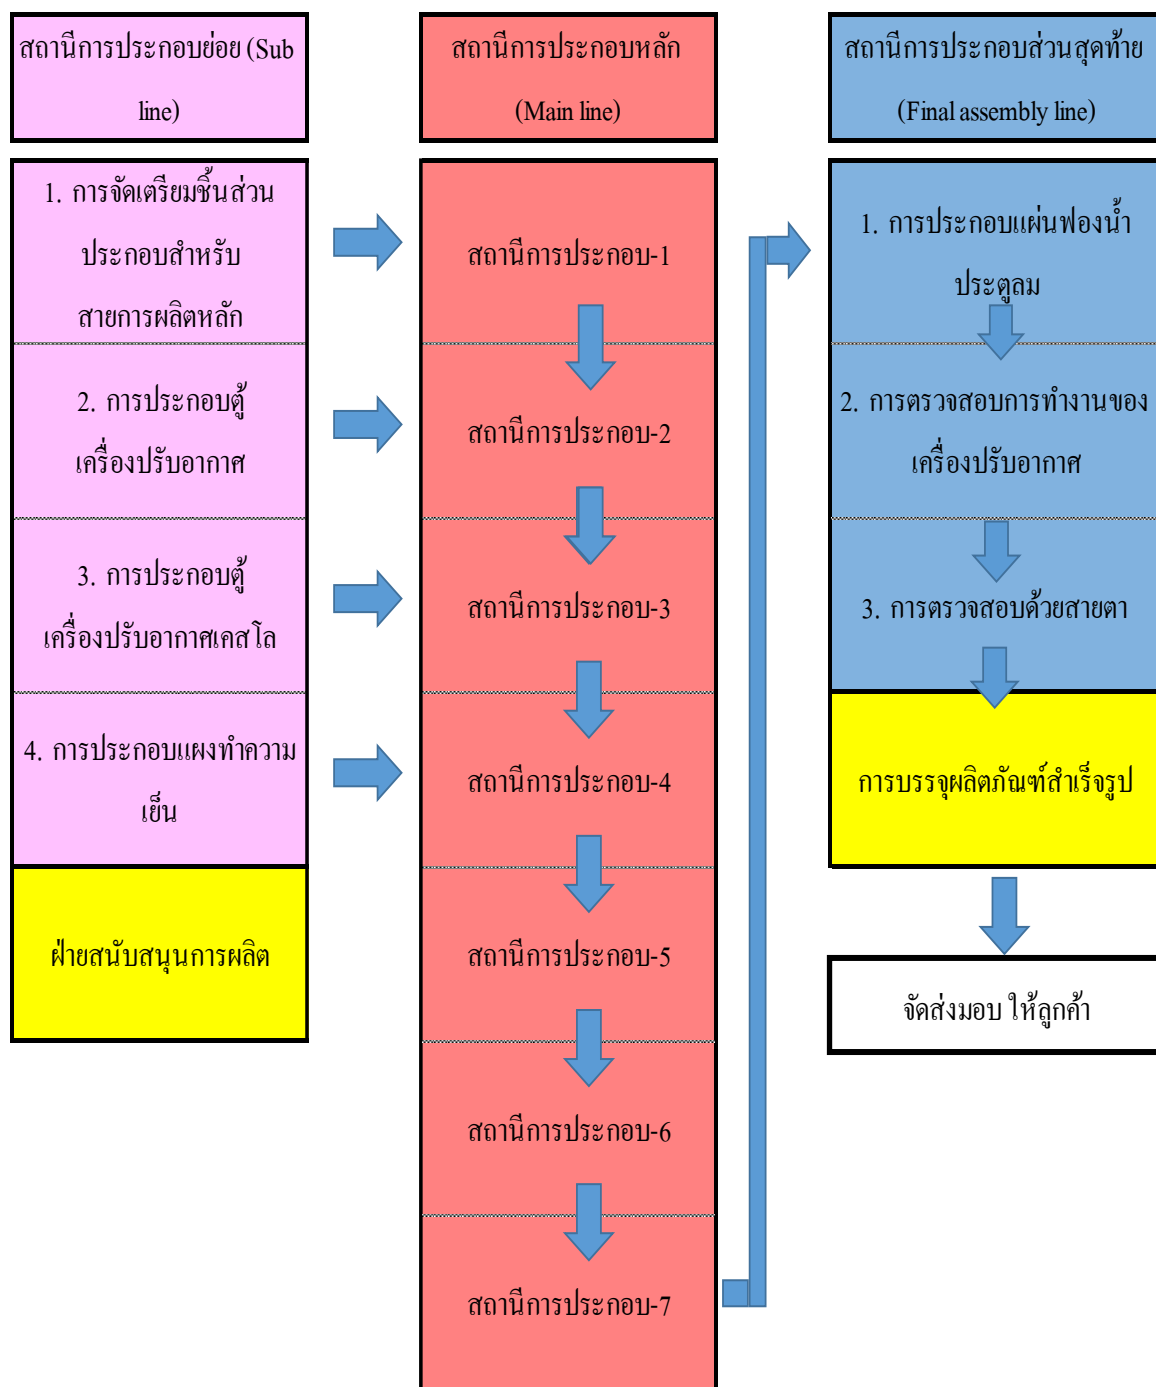 สถานีการประกอบย่อย (Sub
line)
1. การจัดเตรียมชิ้นส่วน
ประกอบสำหรับ
สายการผลิตหลัก
2. การประกอบตู้
เครื่องปรับอากาศ
3. การประกอบตู้
เครื่องปรับอากาศเคสโล
4. การประกอบแผงทำความ
เย็น
ฝ่ายสนับสนุนการผลิต
สถานีการประกอบหลัก
(Main line)
สถานีการประกอบ-1
สถานีการประกอบ-2
สถานีการประกอบ-3
สถานีการประกอบ-4
สถานีการประกอบ-5
สถานีการประกอบ-6
สถานีการประกอบ-7
สถานีการประกอบส่วนสุดท้าย
(Final assembly line)
1. การประกอบแผ่นฟองน้ำ
ประตูลม
2. การตรวจสอบการทำงานของ
เครื่องปรับอากาศ
3. การตรวจสอบด้วยสายตา
การบรรจุผลิตภัณฑ์สำเร็จรูป
จัดส่งมอบ ให้ลูกค้า